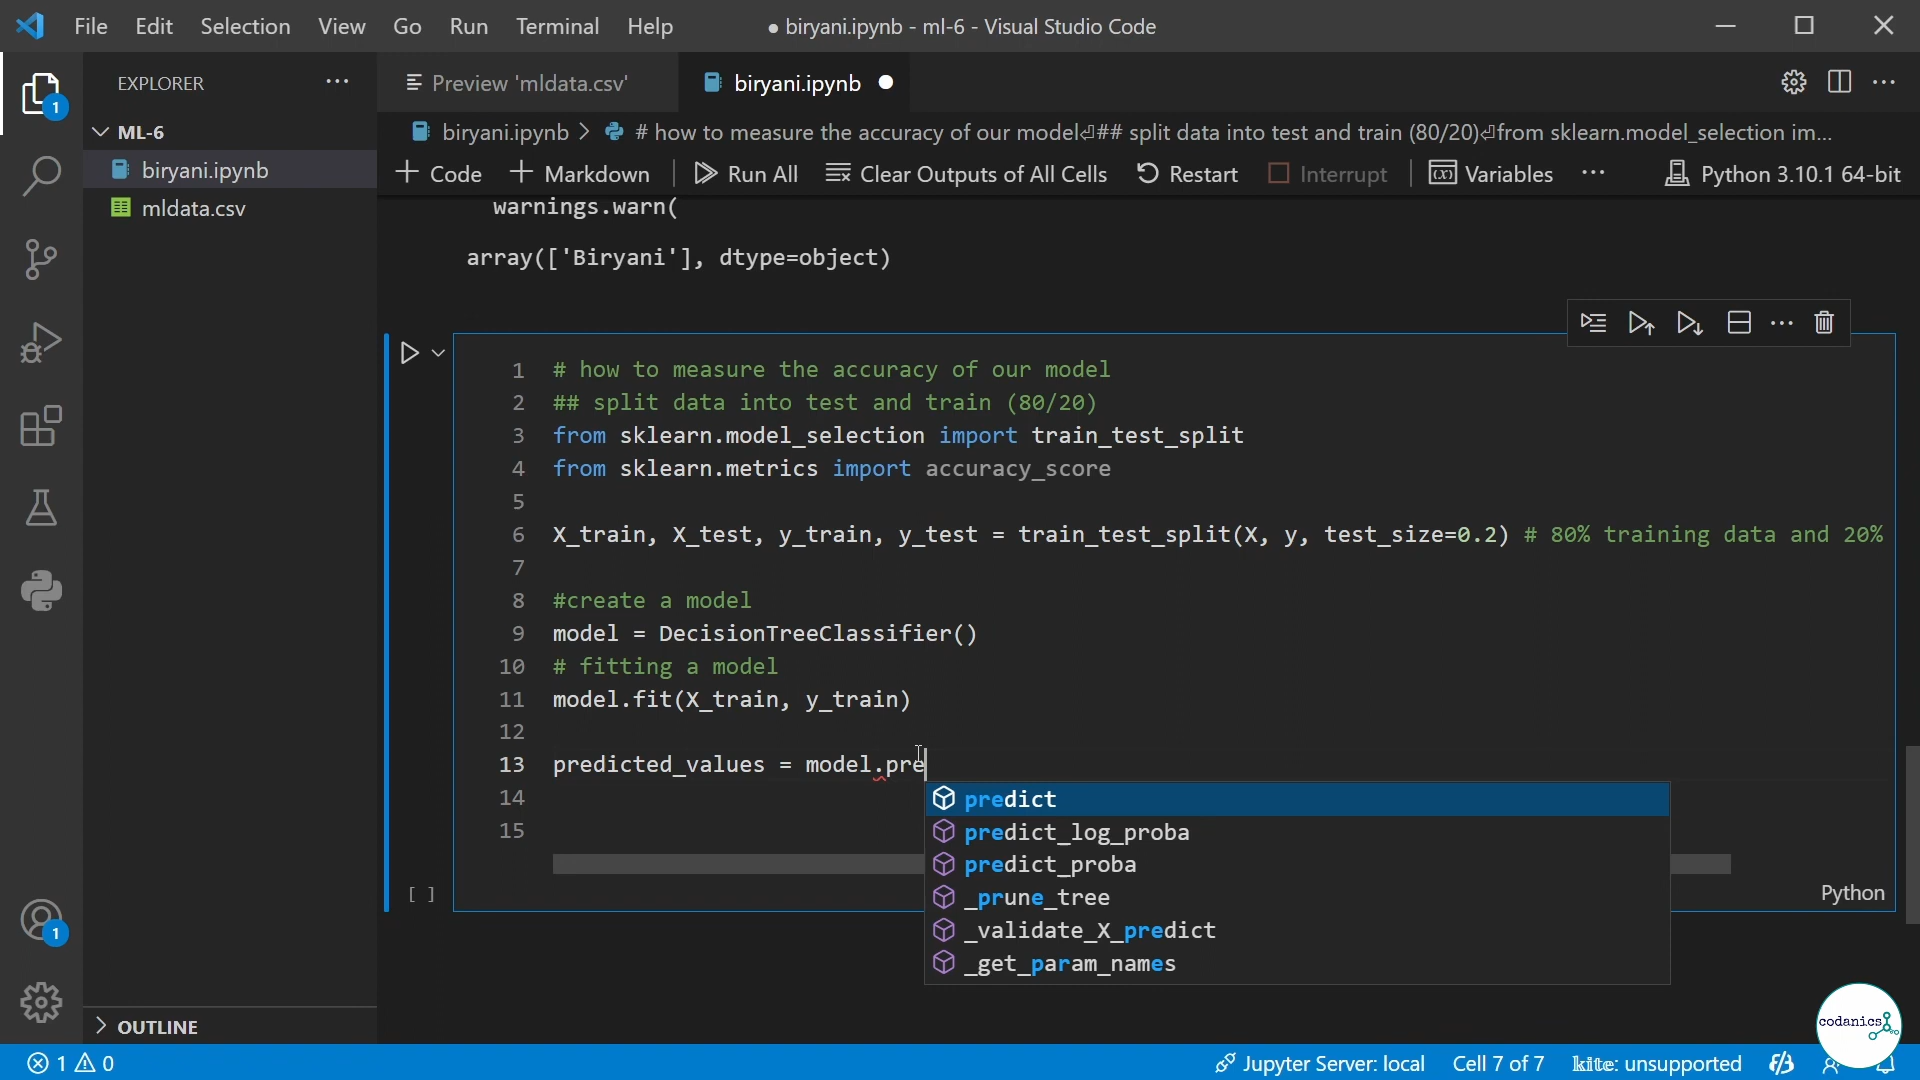 File Edit Selection View Go Run Terminal Help ● biryani.ipynb - ml-6 - Visual Studio Code
EXPLORER
Preview 'mldata.csv' biryani.ipynb
ML-6
biryani.ipynb > # how to measure the accuracy of our model⏎## split data into test and train (80/20)⏎from sklearn.model_selection im...
biryani.ipynb
mldata.csv
Code Markdown Run All Clear Outputs of All Cells Restart Interrupt Variables Python 3.10.1 64-bit
warnings.warn(
array(['Biryani'], dtype=object)
1 # how to measure the accuracy of our model
2 ## split data into test and train (80/20)
3 from sklearn.model_selection import train_test_split
4 from sklearn.metrics import accuracy_score
5
6 X_train, X_test, y_train, y_test = train_test_split(X, y, test_size=0.2) # 80% training data and 20%
7
8 #create a model
9 model = DecisionTreeClassifier()
10 # fitting a model
11 model.fit(X_train, y_train)
12
13 predicted_values = model.pre
14
15
predict
predict_log_proba
predict_proba
_prune_tree
_validate_X_predict
_get_param_names
[ ]
Python
1
1
OUTLINE
codanics
1 0 Jupyter Server: local Cell 7 of 7 kite: unsupported